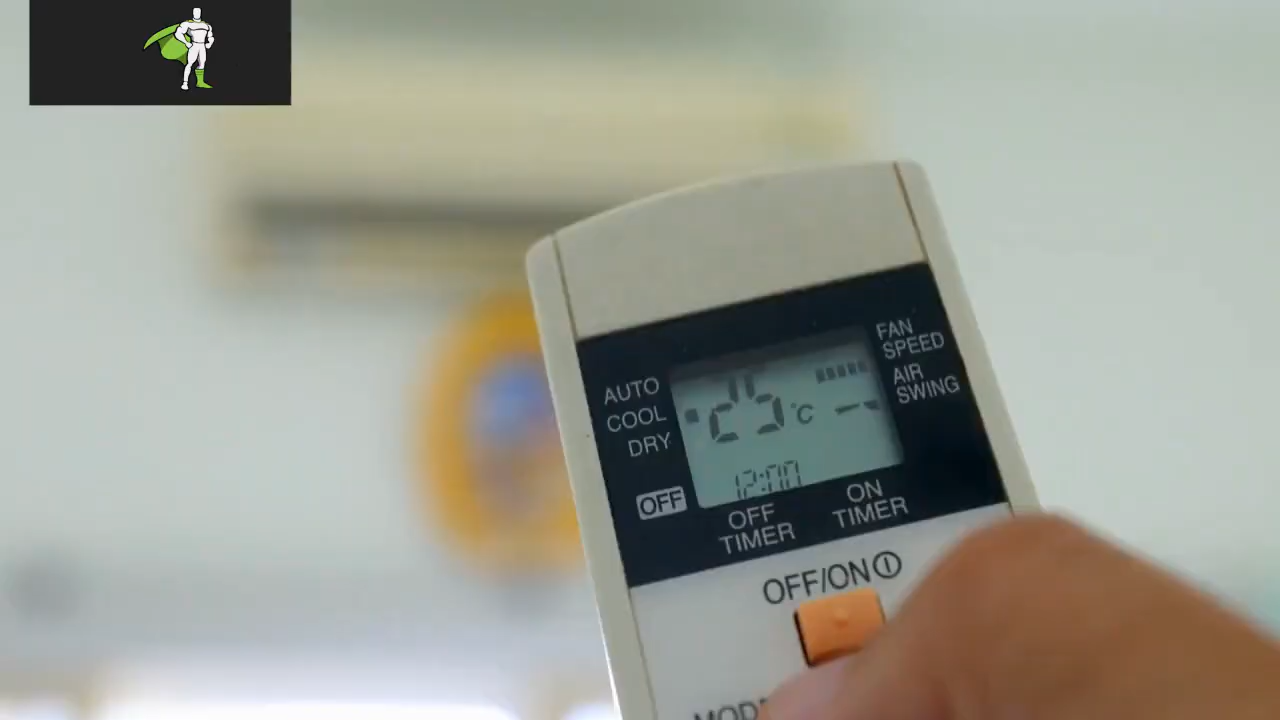 FAN
SPEED
AIR
SWING
AUTO
COOL
DRY
OFF
25 °C
12:00
OFF
TIMER
ON
TIMER
OFF/ON